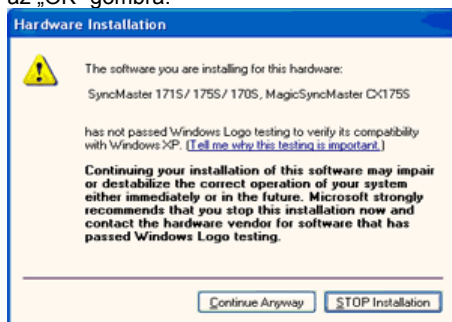 az „OK” gombra.
Hardware Installation
The software you are installing for this hardware:
SyncMaster 171S/ 175S/ 170S, MagicSyncMaster CX175S
has not passed Windows Logo testing to verify its compatibility
with Windows XP. (Tell me why this testing is important.)
Continuing your installation of this software may impair
or destabilize the correct operation of your system
either immediately or in the future. Microsoft strongly
recommends that you stop this installation now and
contact the hardware vendor for software that has
passed Windows Logo testing.
Continue Anyway
STOP Installation